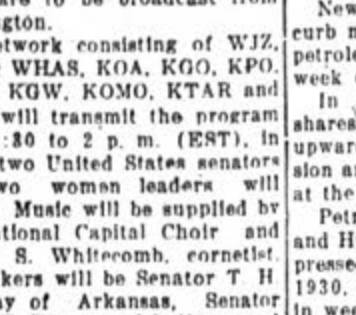 to be broadcast from
ngton.
etwork consisting of WJZ,
WHAS, KOA, KGO, KPO,
KGW, KOMO, KTAR and
will transmit the program
:30 to 2 p. m. (EST), in
two United States senators
wo women leaders will
Music will be supplied by
tional Capital Choir and
S. Whitecomb, cornetist.
kers will be Senator T H
ay of Arkansas, Senator
New
curb m
petrole
week
In
shares
upwar
sion a
at the
Petr
and H
presse
1930.
in wee